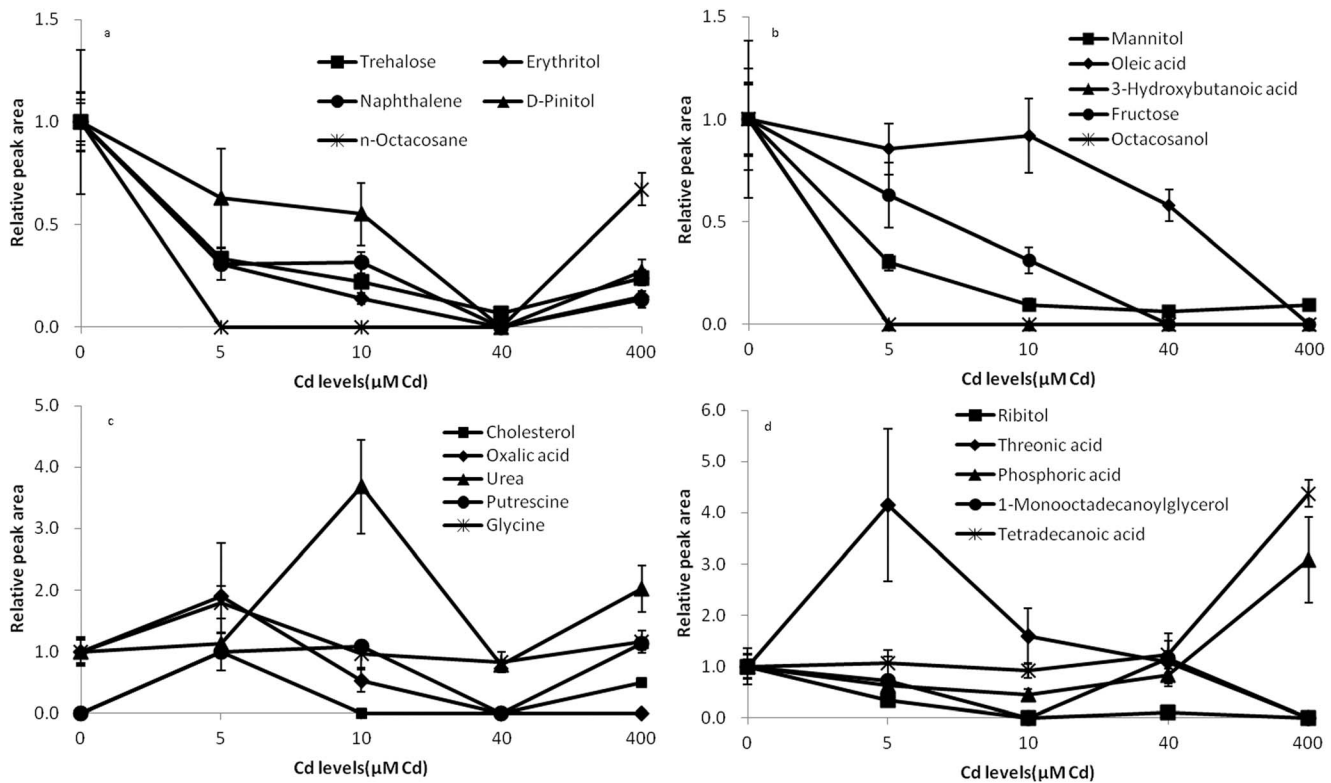 a
Relative peak area
1.5
1.0
0.5
0.0
Trehalose
Erythritol
Naphthalene
D-Pinitol
n-Octacosane
0 5 10 40 400
Cd levels(μM Cd)
b
Relative peak area
1.5
1.0
0.5
0.0
Mannitol
Oleic acid
3-Hydroxybutanoic acid
Fructose
Octacosanol
0 5 10 40 400
Cd levels(μM Cd)
c
Relative peak area
5.0
4.0
3.0
2.0
1.0
0.0
Cholesterol
Oxalic acid
Urea
Putrescine
Glycine
0 5 10 40 400
Cd levels(μM Cd)
d
Relative peak area
6.0
5.0
4.0
3.0
2.0
1.0
0.0
Ribitol
Threonic acid
Phosphoric acid
1-Monooctadecanoylglycerol
Tetradecanoic acid
0 5 10 40 400
Cd levels(μM Cd)